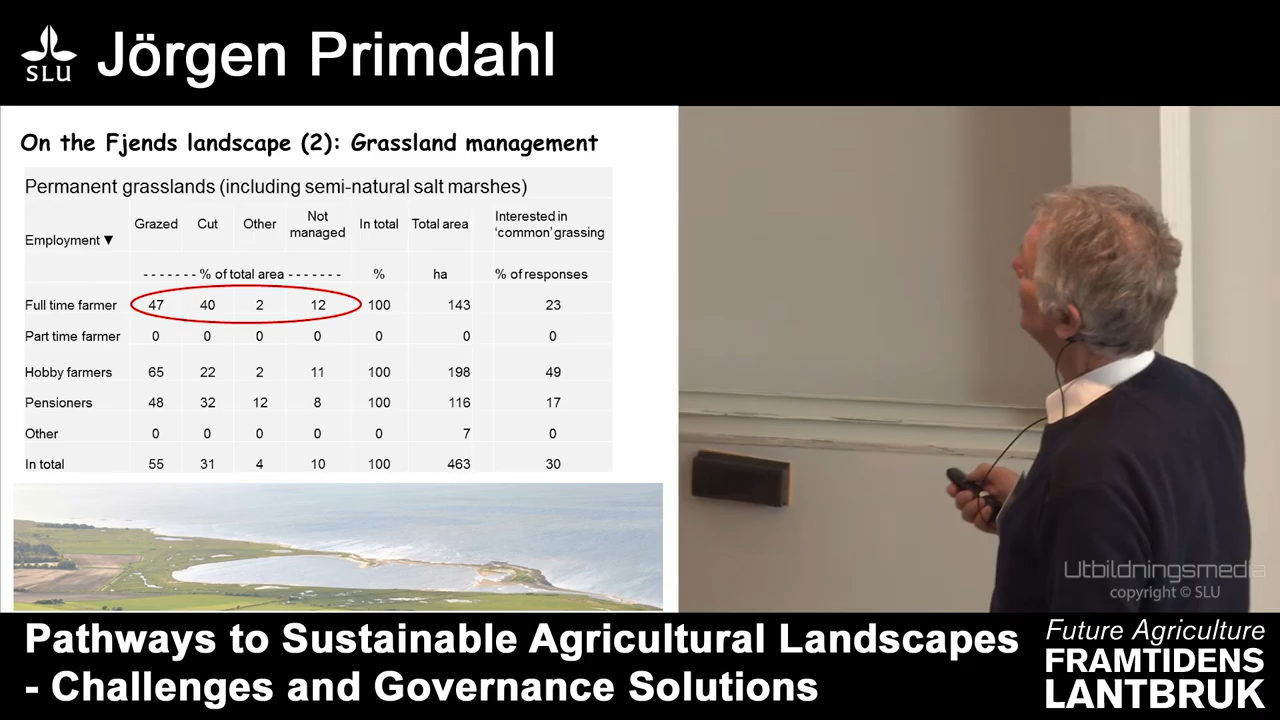 SLU
Jörgen Primdahl
On the Fjends landscape (2): Grassland management
Permanent grasslands (including semi-natural salt marshes)
Employment ▼ Grazed Cut Other Not managed In total Total area Interested in 'common' grassing
- - - - - - - % of total area - - - - - - - % ha % of responses
Full time farmer 47 40 2 12 100 143 23
Part time farmer 0 0 0 0 0 0 0
Hobby farmers 65 22 2 11 100 198 49
Pensioners 48 32 12 8 100 116 17
Other 0 0 0 0 0 7 0
In total 55 31 4 10 100 463 30
Utbildningsmedia
copyright © SLU
Pathways to Sustainable Agricultural Landscapes
- Challenges and Governance Solutions
Future Agriculture
FRAMTIDENS
LANTBRUK